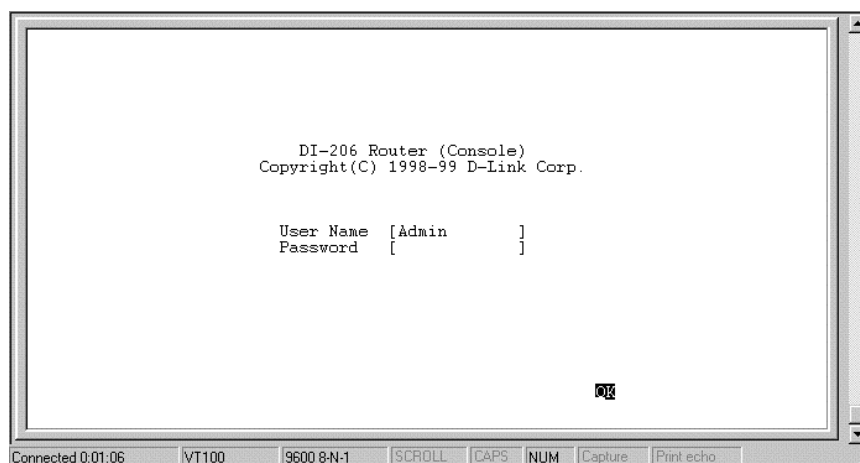 DI-206 Router (Console)
Copyright(C) 1998-99 D-Link Corp.
User Name [Admin ]
Password [ ]
OK
Connected 0:01:06 VT100 9600 8-N-1 SCROLL CAPS NUM Capture Print echo